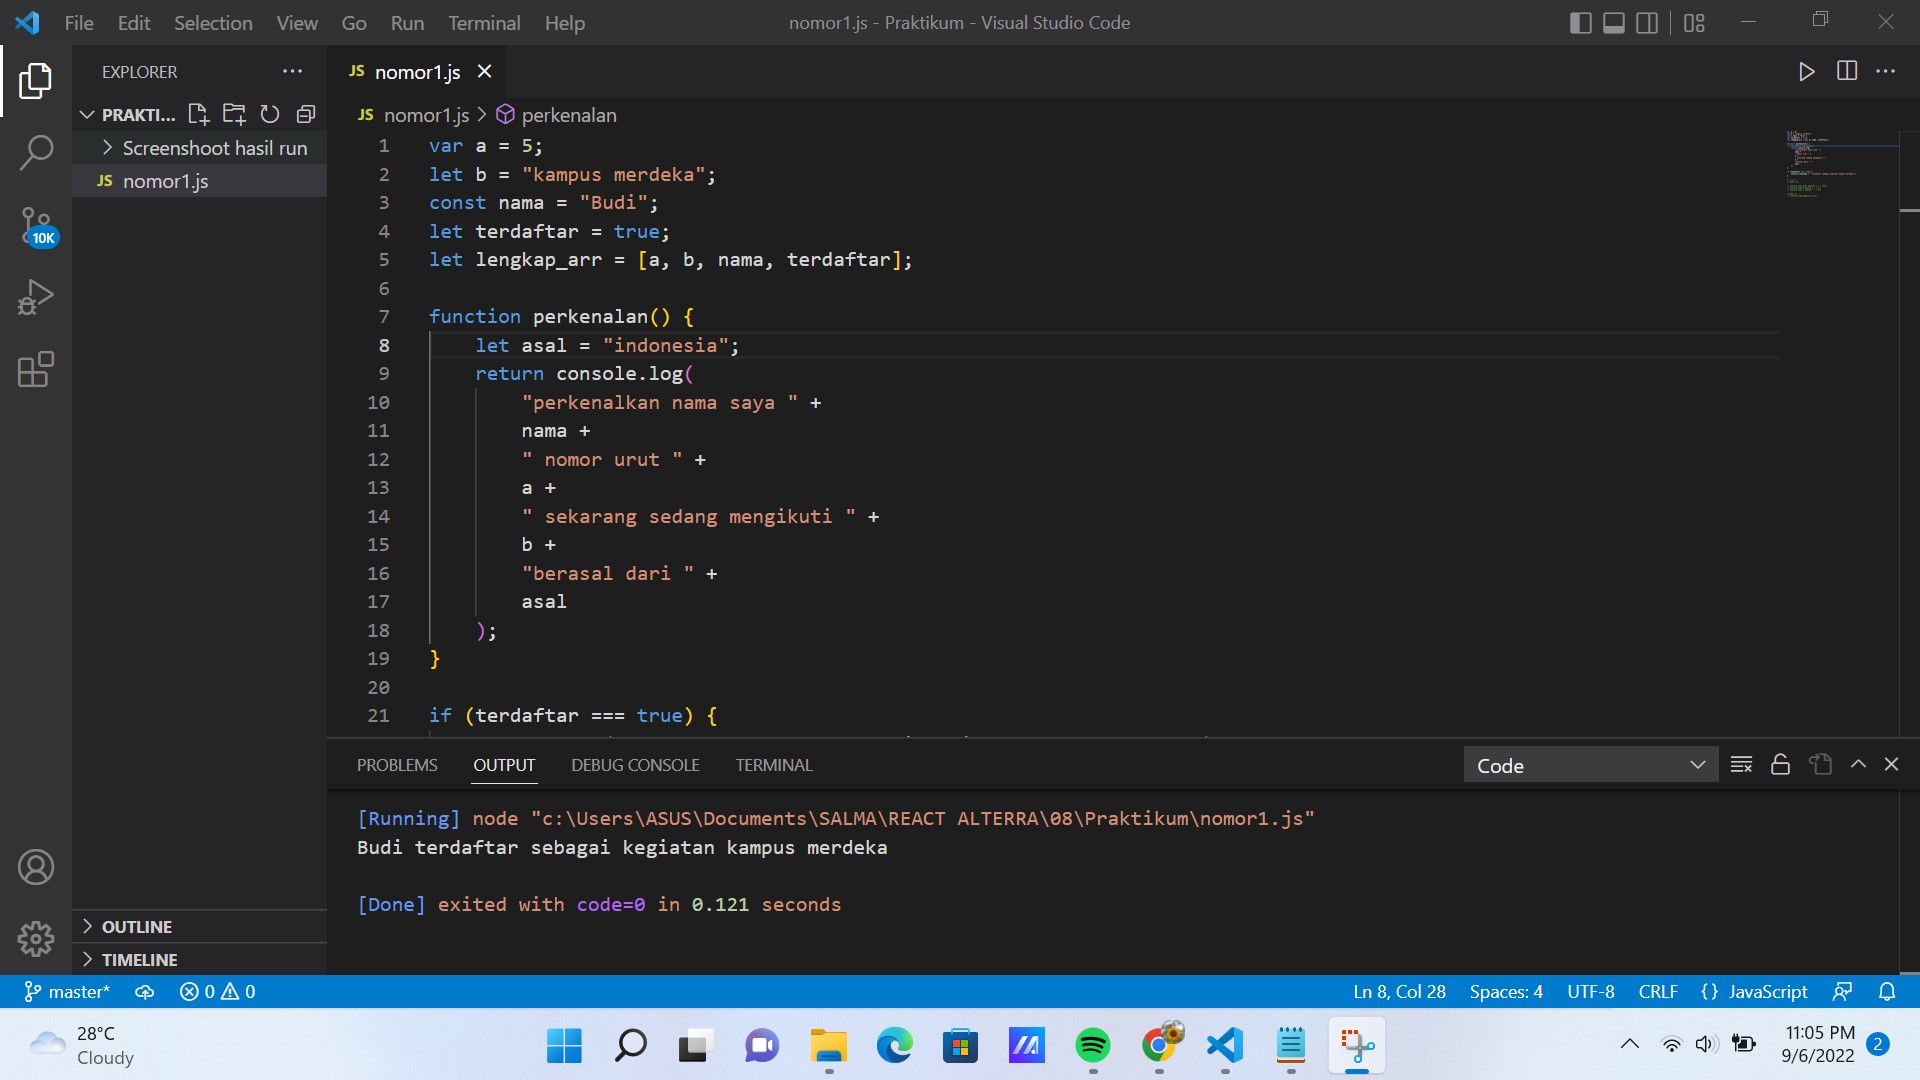 File Edit Selection View Go Run Terminal Help
nomor1.js - Praktikum - Visual Studio Code
EXPLORER
PRAKTI...
Screenshoot hasil run
JS nomor1.js
10K
OUTLINE
TIMELINE
JS nomor1.js
JS nomor1.js > perkenalan
1 var a = 5;
2 let b = "kampus merdeka";
3 const nama = "Budi";
4 let terdaftar = true;
5 let lengkap_arr = [a, b, nama, terdaftar];
6
7 function perkenalan() {
8 let asal = "indonesia";
9 return console.log(
10 "perkenalkan nama saya " +
11 nama +
12 " nomor urut " +
13 a +
14 " sekarang sedang mengikuti " +
15 b +
16 "berasal dari " +
17 asal
18 );
19 }
20
21 if (terdaftar === true) {
PROBLEMS OUTPUT DEBUG CONSOLE TERMINAL
Code
[Running] node "c:\Users\ASUS\Documents\SALMA\REACT ALTERRA\08\Praktikum\nomor1.js"
Budi terdaftar sebagai kegiatan kampus merdeka
[Done] exited with code=0 in 0.121 seconds
master* 0 0
Ln 8, Col 28 Spaces: 4 UTF-8 CRLF {} JavaScript
28°C
Cloudy
11:05 PM
9/6/2022
2